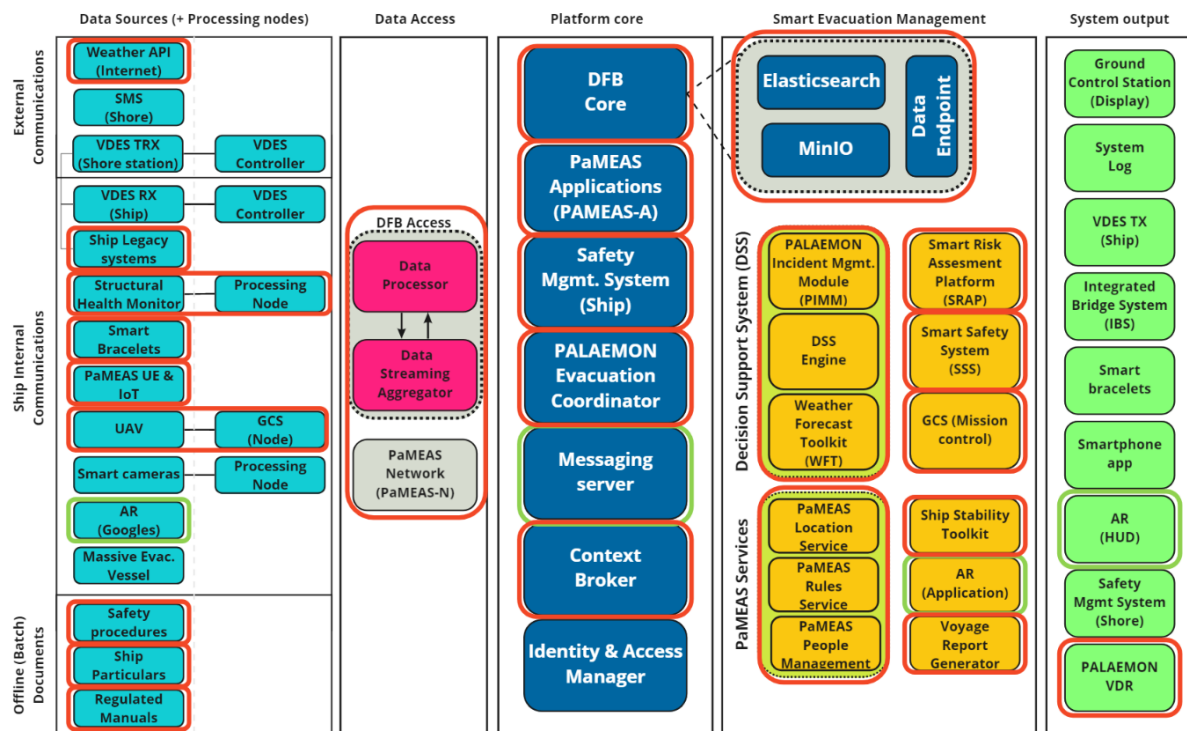 Data Sources (+ Processing nodes)
Data Access
Platform core
Smart Evacuation Management
System output
External
Communications
Weather API
(Internet)
SMS
(Shore)
VDES TRX
(Shore station)
VDES
Controller
Ship Internal
Communications
VDES RX
(Ship)
VDES
Controller
Ship Legacy
systems
Structural
Health Monitor
Processing
Node
Smart
Bracelets
PaMEAS UE &
IoT
UAV
GCS
(Node)
Smart cameras
Processing
Node
AR
(Googles)
Massive Evac.
Vessel
Offline (Batch)
Documents
Safety
procedures
Ship
Particulars
Regulated
Manuals
DFB Access
Data
Processor
Data
Streaming
Aggregator
PaMEAS
Network
(PaMEAS-N)
DFB
Core
PaMEAS
Applications
(PAMEAS-A)
Safety
Mgmt. System
(Ship)
PALAEMON
Evacuation
Coordinator
Messaging
server
Context
Broker
Identity & Access
Manager
Elasticsearch
MinIO
Data
Endpoint
Decision Support System (DSS)
PALAEMON
Incident Mgmt.
Module
(PIMM)
Smart Risk
Assesment
Platform
(SRAP)
DSS
Engine
Smart Safety
System
(SSS)
Weather
Forecast
Toolkit
(WFT)
GCS (Mission
control)
PaMEAS Services
PaMEAS
Location
Service
Ship Stability
Toolkit
PaMEAS
Rules
Service
AR
(Application)
PaMEAS
People
Management
Voyage
Report
Generator
Ground
Control Station
(Display)
System
Log
VDES TX
(Ship)
Integrated
Bridge System
(IBS)
Smart
bracelets
Smartphone
app
AR
(HUD)
Safety
Mgmt System
(Shore)
PALAEMON
VDR